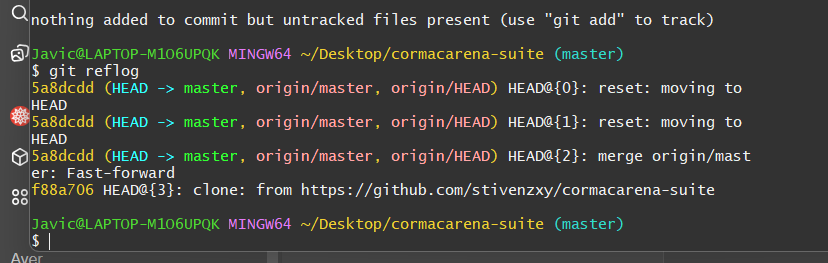 nothing added to commit but untracked files present (use "git add" to track)
Javic@LAPTOP-M1O6UPQK MINGW64 ~/Desktop/cormacarena-suite (master)
$ git reflog
5a8dcdd (HEAD -> master, origin/master, origin/HEAD) HEAD@{0}: reset: moving to
HEAD
5a8dcdd (HEAD -> master, origin/master, origin/HEAD) HEAD@{1}: reset: moving to
HEAD
5a8dcdd (HEAD -> master, origin/master, origin/HEAD) HEAD@{2}: merge origin/mast
er: Fast-forward
f88a706 HEAD@{3}: clone: from https://github.com/stivenzxy/cormacarena-suite
Javic@LAPTOP-M1O6UPQK MINGW64 ~/Desktop/cormacarena-suite (master)
$
Ayer